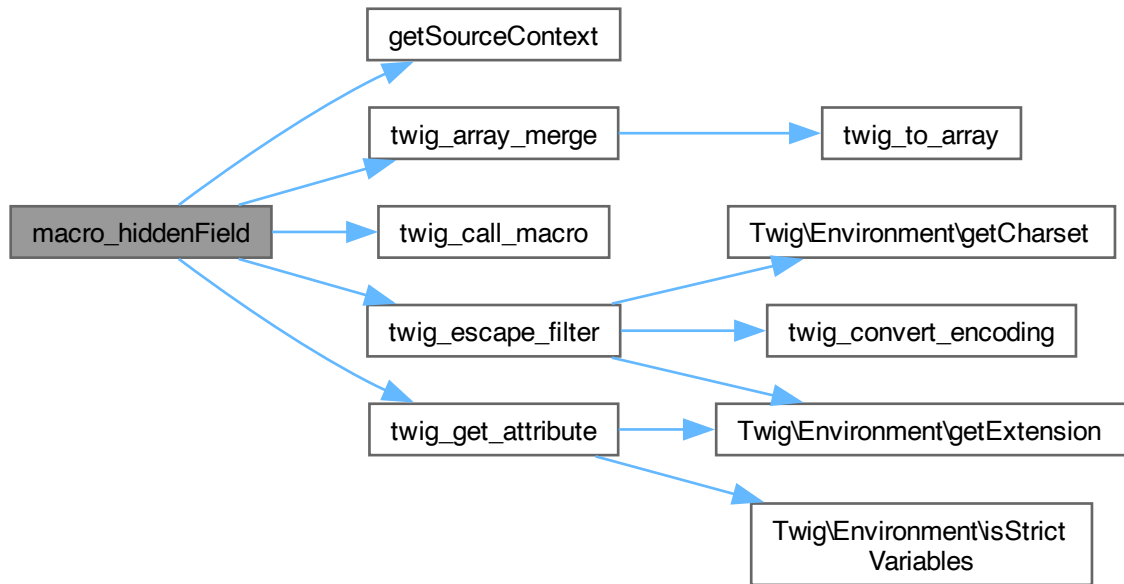 getSourceContext
twig_array_merge
twig_to_array
macro_hiddenField
twig_call_macro
Twig\Environment\getCharset
twig_escape_filter
twig_convert_encoding
twig_get_attribute
Twig\Environment\getExtension
Twig\Environment\isStrict
Variables